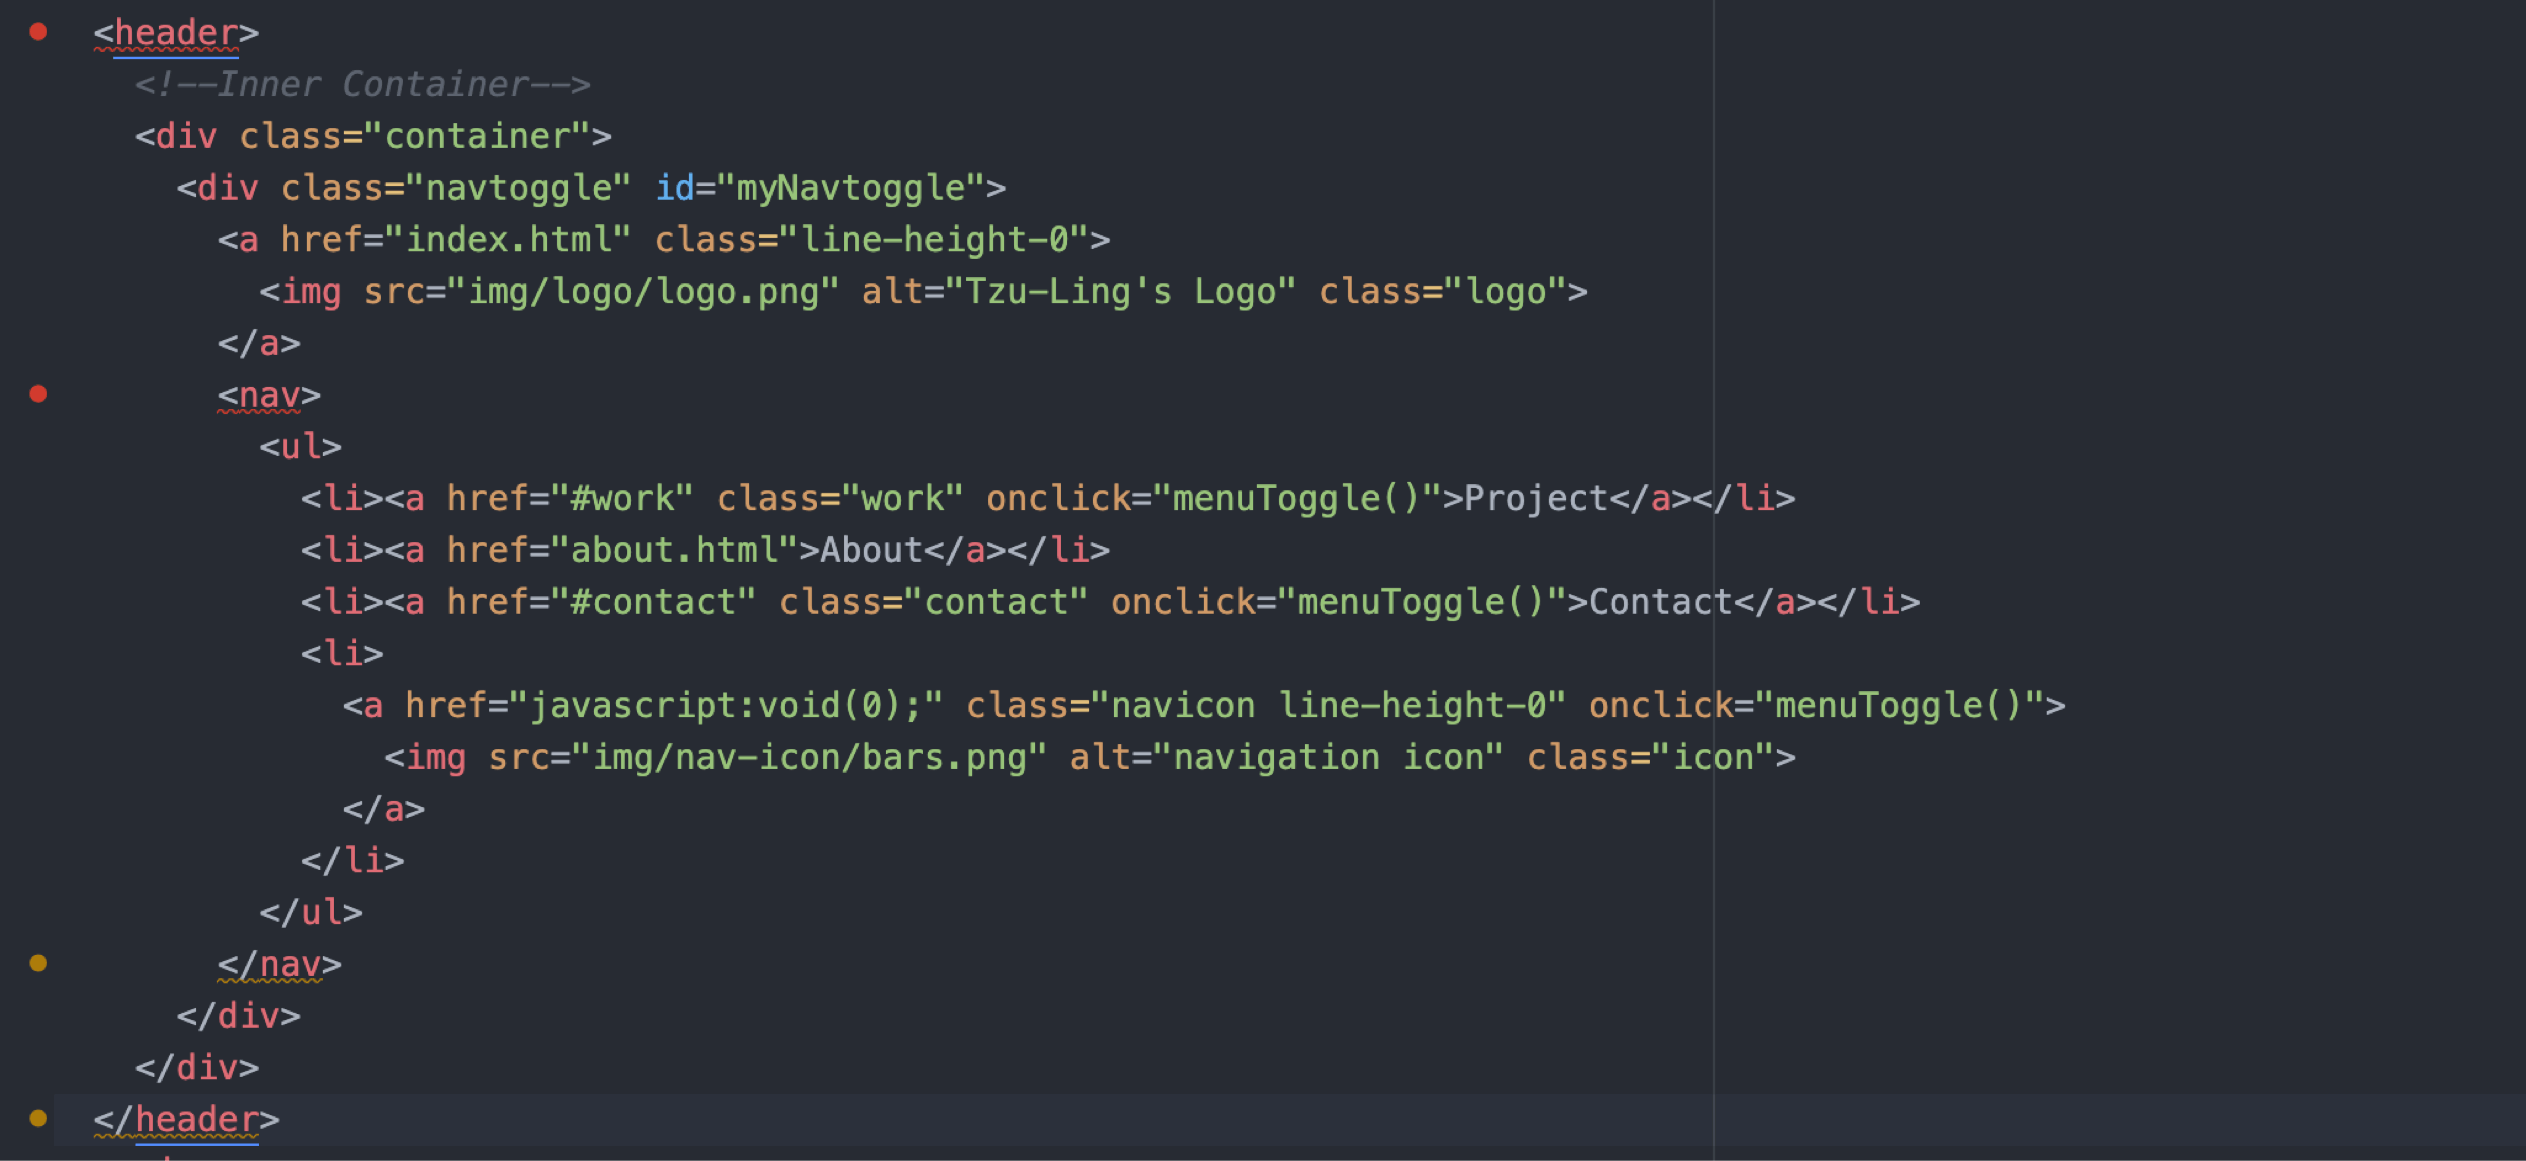 <header>
<!--Inner Container-->
<div class="container">
<div class="navtoggle" id="myNavtoggle">
<a href="index.html" class="line-height-0">
<img src="img/logo/logo.png" alt="Tzu-Ling's Logo" class="logo">
</a>
<nav>
<ul>
<li><a href="#work" class="work" onclick="menuToggle()">Project</a></li>
<li><a href="about.html">About</a></li>
<li><a href="#contact" class="contact" onclick="menuToggle()">Contact</a></li>
<li>
<a href="javascript:void(0);" class="navicon line-height-0" onclick="menuToggle()">
<img src="img/nav-icon/bars.png" alt="navigation icon" class="icon">
</a>
</li>
</ul>
</nav>
</div>
</div>
</header>